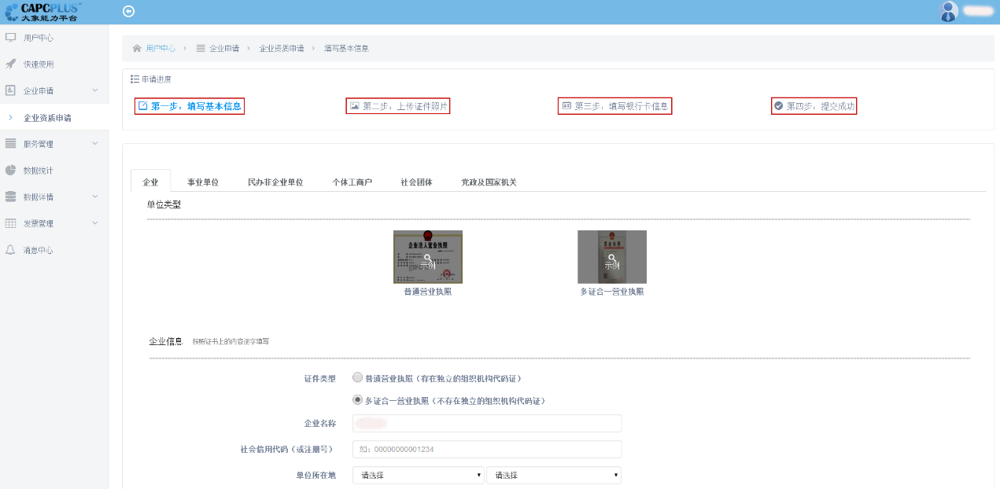 CAPCPLUS™
大象能力平台
用户中心
快速使用
企业申请
企业资质申请
服务管理
数据统计
数据详情
发票管理
消息中心
用户中心 › 企业申请 › 企业资质申请 › 填写基本信息
申请进度
第一步：填写基本信息 第二步：上传证件照片 第三步：填写银行卡信息 第四步：提交成功
企业 事业单位 民办非企业单位 个体工商户 社会团体 党政及国家机关
单位类型
企业法人营业执照 营业执照
示例 示例
普通营业执照 多证合一营业执照
企业信息 按照证书上的内容逐字填写
证件类型 普通营业执照（存在独立的组织机构代码证）
多证合一营业执照（不存在独立的组织机构代码证）
企业名称
社会信用代码（或注册号） 如：00000000001234
单位所在地 请选择 请选择